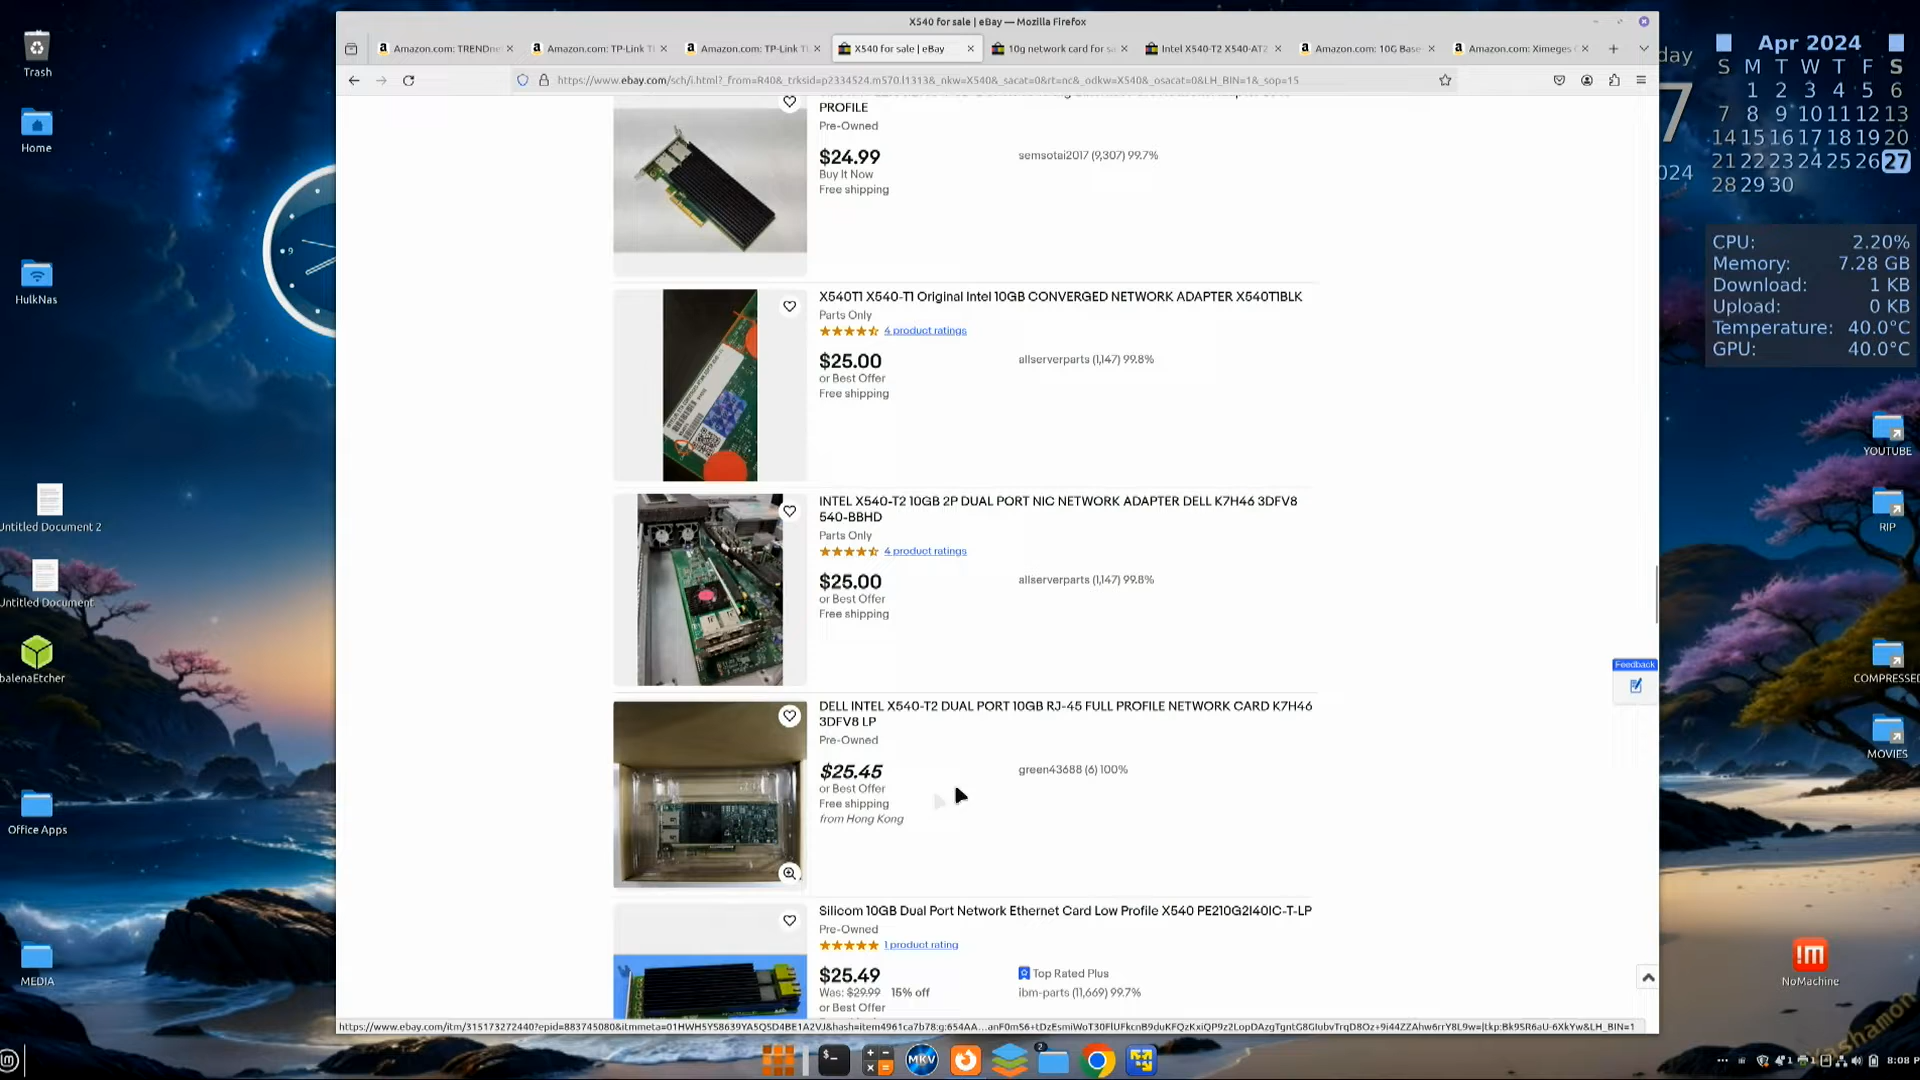 X540 for sale | eBay — Mozilla Firefox
Amazon.com: TRENDne
Amazon.com: TP-Link T
Amazon.com: TP-Link TL
X540 for sale | eBay
10g network card for sa
Intel X540-T2 X540-AT2
Amazon.com: 10G Base
Amazon.com: Ximeges C
https://www.ebay.com/sch/i.html?_from=R40&_trksid=p2334524.m570.l1313&_nkw=X540&_sacat=0&rt=nc&_odkw=X540&_osacat=0&LH_BIN=1&_sop=15
PROFILE
Pre-Owned
$24.99
Buy It Now
Free shipping
semsotai2017 (9,307) 99.7%
X540T1 X540-T1 Original Intel 10GB CONVERGED NETWORK ADAPTER X540T1BLK
Parts Only
4 product ratings
$25.00
or Best Offer
Free shipping
allserverparts (1,147) 99.8%
INTEL X540-T2 10GB 2P DUAL PORT NIC NETWORK ADAPTER DELL K7H46 3DFV8
540-BBHD
Parts Only
4 product ratings
$25.00
or Best Offer
Free shipping
allserverparts (1,147) 99.8%
DELL INTEL X540-T2 DUAL PORT 10GB RJ-45 FULL PROFILE NETWORK CARD K7H46
3DFV8 LP
Pre-Owned
$25.45
or Best Offer
Free shipping
from Hong Kong
green43688 (6) 100%
Silicom 10GB Dual Port Network Ethernet Card Low Profile X540 PE210G2I40IC-T-LP
Pre-Owned
1 product rating
$25.49
Was: $29.99 15% off
or Best Offer
Top Rated Plus
ibm-parts (11,669) 99.7%
Feedback
Trash
Home
HulkNas
Untitled Document 2
Untitled Document
balenaEtcher
Office Apps
MEDIA
9
day
7
024
Apr 2024
S M T W T F S
1 2 3 4 5 6
7 8 9 10 11 12 13
14 15 16 17 18 19 20
21 22 23 24 25 26 27
28 29 30
CPU: 2.20%
Memory: 7.28 GB
Download: 1 KB
Upload: 0 KB
Temperature: 40.0°C
GPU: 40.0°C
YOUTUBE
RIP
COMPRESSED
MOVIES
NoMachine
MKV
2
8:08 P